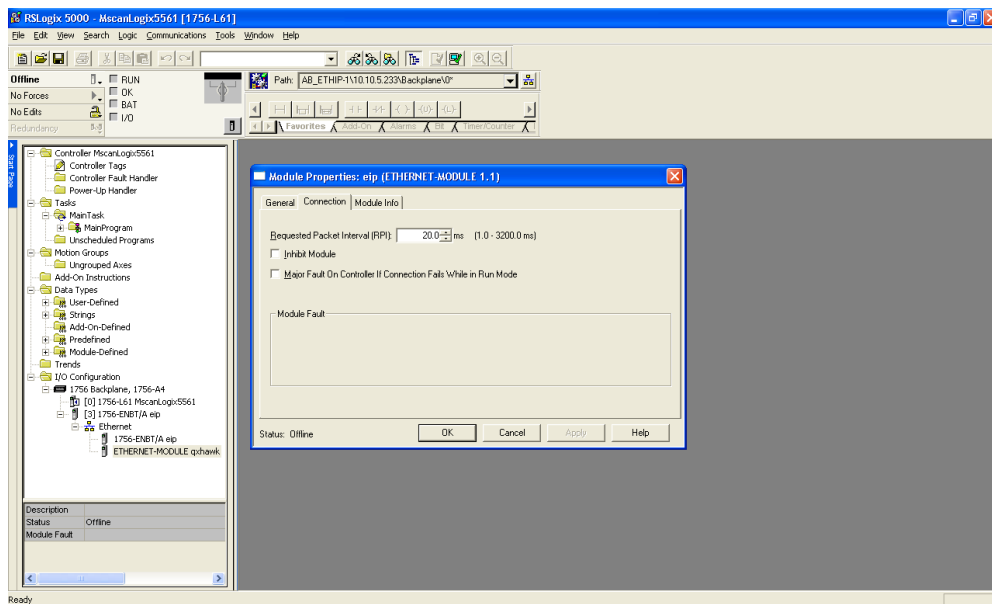 RSLogix 5000 - MscanLogix5561 [1756-L61]
File Edit View Search Logic Communications Tools Window Help
Offline
RUN
No Forces
OK
No Edits
BAT
Redundancy
I/O
Path: AB_ETHIP-1\10.10.5.233\Backplane\0*
Favorites Add-On Alarms Bit Timer/Counter
Start Page
Controller MscanLogix5561
Controller Tags
Controller Fault Handler
Power-Up Handler
Tasks
MainTask
MainProgram
Unscheduled Programs
Motion Groups
Ungrouped Axes
Add-On Instructions
Data Types
User-Defined
Strings
Add-On-Defined
Predefined
Module-Defined
Trends
I/O Configuration
1756 Backplane, 1756-A4
[0] 1756-L61 MscanLogix5561
[3] 1756-ENBT/A eip
Ethernet
1756-ENBT/A eip
ETHERNET-MODULE qxhawk
Description
Status Offline
Module Fault
Module Properties: eip (ETHERNET-MODULE 1.1)
General Connection Module Info
Requested Packet Interval (RPI): 20.0 ms (1.0 - 3200.0 ms)
Inhibit Module
Major Fault On Controller If Connection Fails While in Run Mode
Module Fault
Status: Offline
OK Cancel Apply Help
Ready